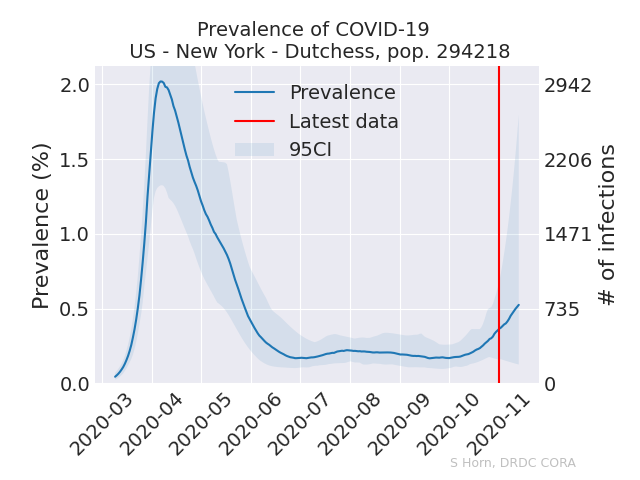 Prevalence of COVID-19
US - New York - Dutchess, pop. 294218
Prevalence (%)
2.0
1.5
1.0
0.5
0.0
Prevalence
Latest data
95CI
2942
2206
1471
735
0
# of infections
2020-03
2020-04
2020-05
2020-06
2020-07
2020-08
2020-09
2020-10
2020-11
S Horn, DRDC CORA